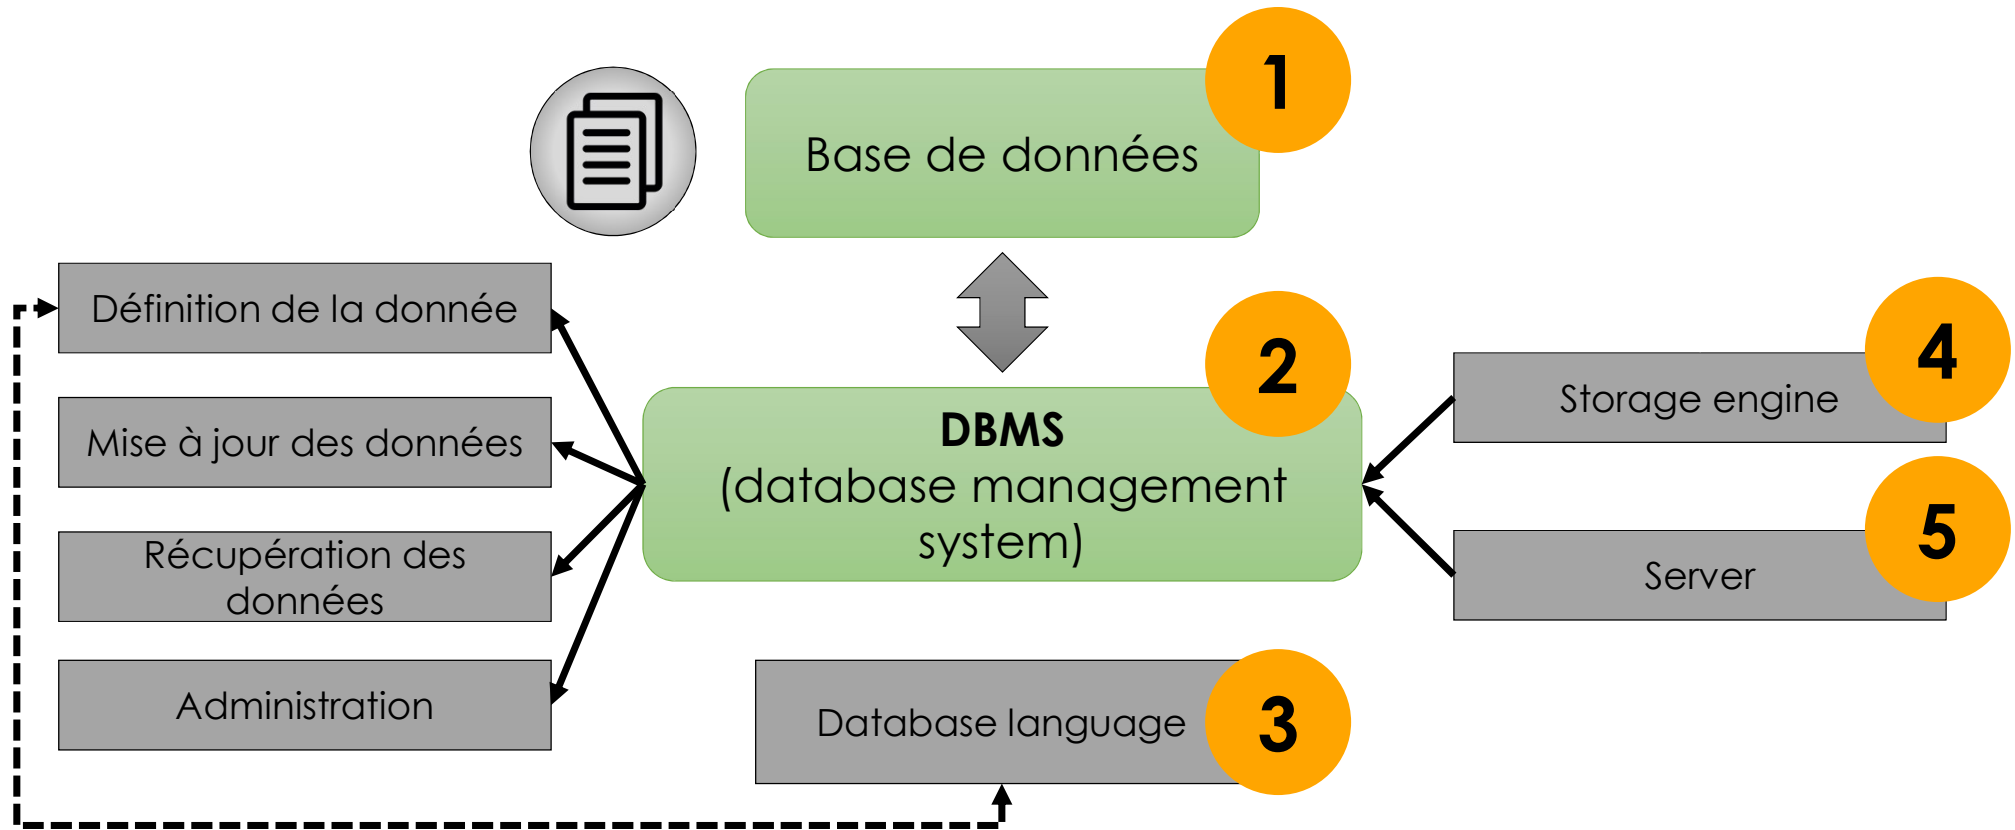 1
Base de données
Définition de la donnée
2
4
Mise à jour des données
DBMS
(database management
system)
Storage engine
5
Récupération des
données
Server
Administration
Database language
3